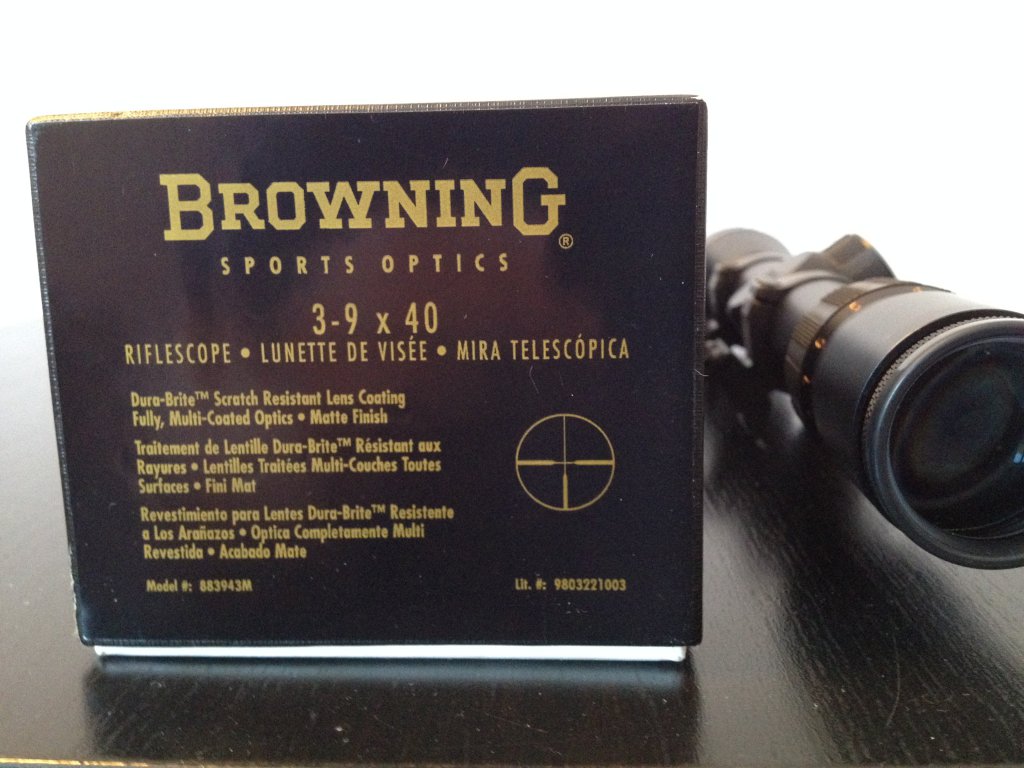 BROWNING®
SPORTS OPTICS
3-9 x 40
RIFLESCOPE • LUNETTE DE VISÉE • MIRA TELESCÓPICA
Dura-Brite™ Scratch Resistant Lens Coating
Fully, Multi-Coated Optics • Matte Finish
Traitement de Lentille Dura-Brite™ Résistant aux
Rayures • Lentilles Traitées Multi-Couches Toutes
Surfaces • Fini Mat
Revestimiento para Lentes Dura-Brite™ Resistente
a Los Arañazos • Optica Completamente Multi
Revestida • Acabado Mate
Model #: 883943M
Lit. #: 9803221003